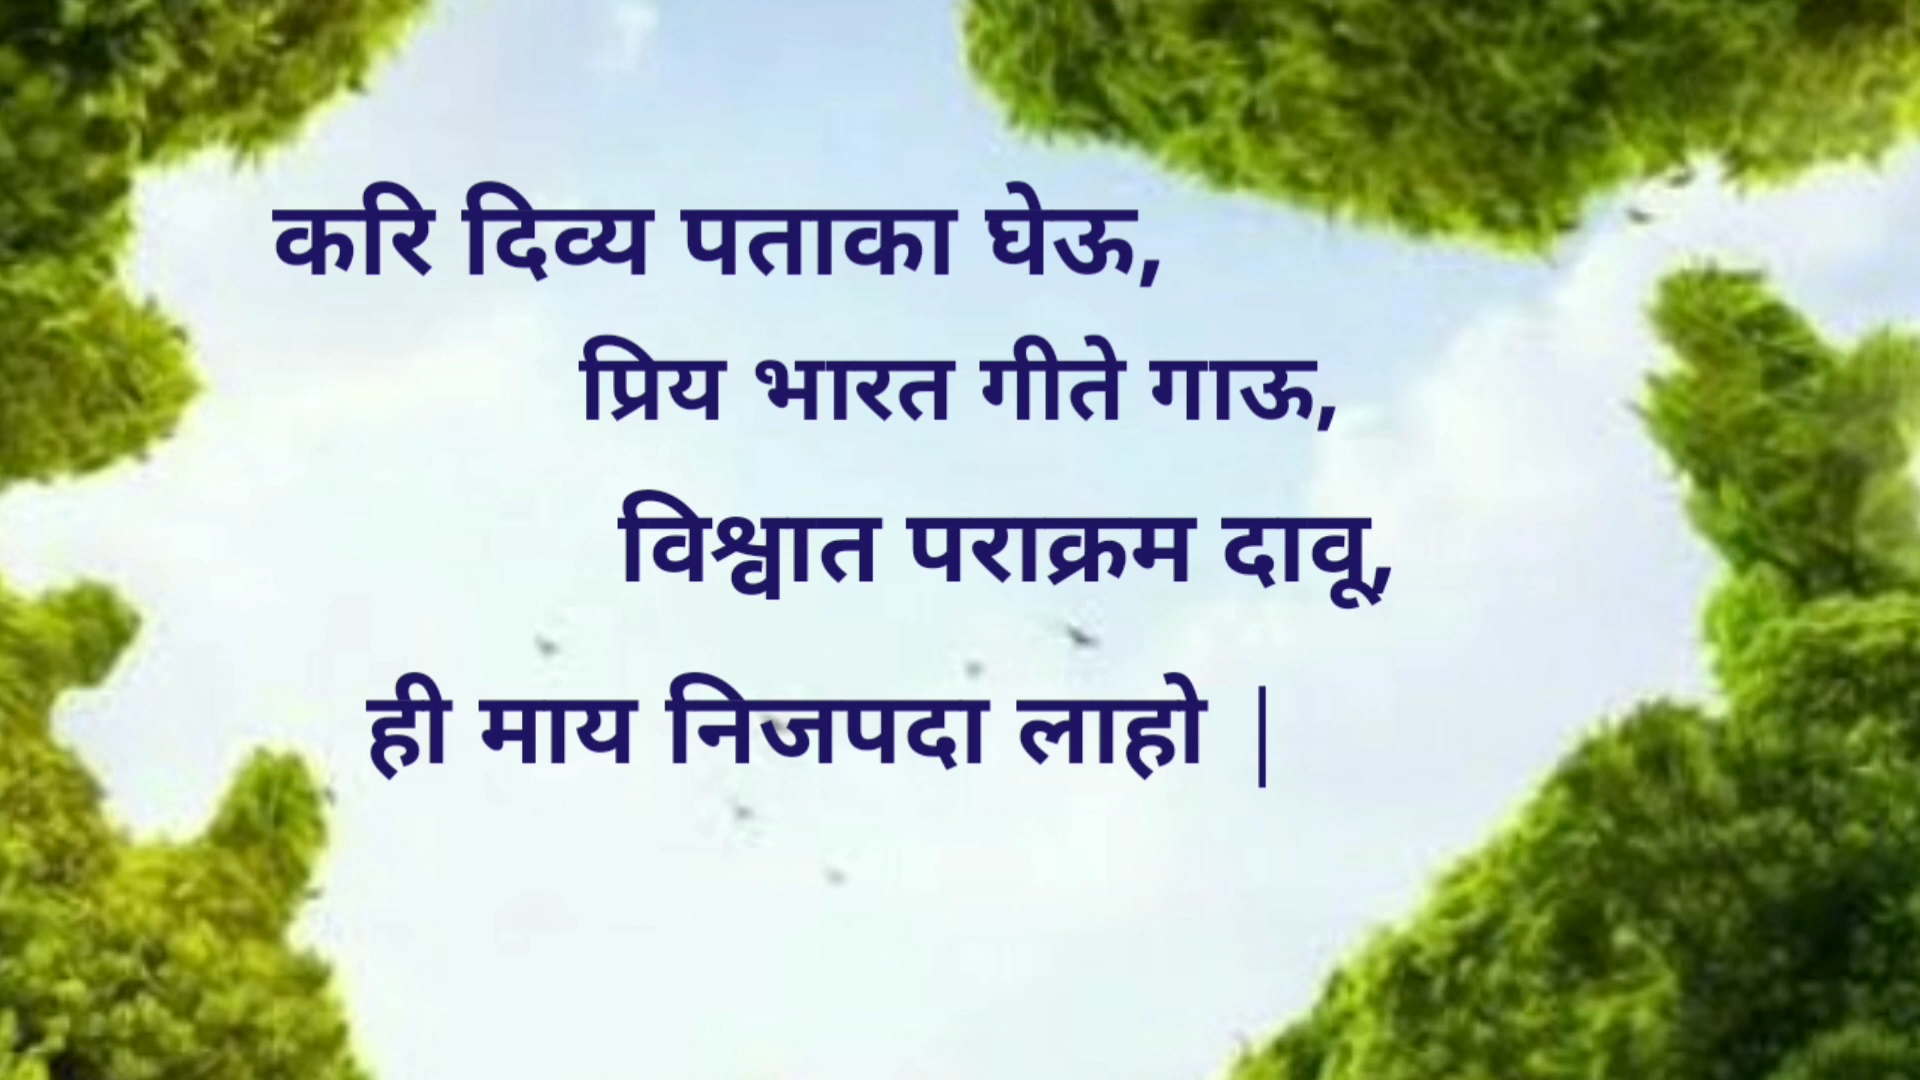 करि दिव्य पताका घेऊ,
प्रिय भारत गीते गाऊ,
विश्वात पराक्रम दावू,
ही माय निजपदा लाहो |